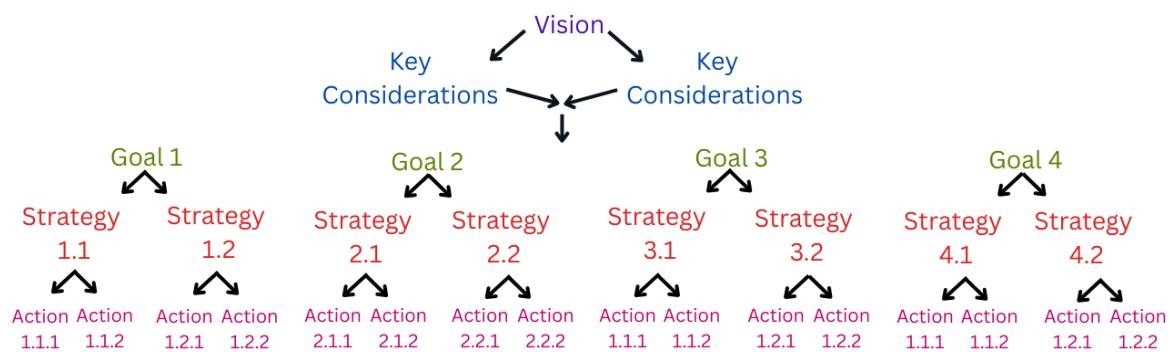 Vision
Key
Considerations
Key
Considerations
Goal 1
Goal 2
Goal 3
Goal 4
Strategy
1.1
Strategy
1.2
Strategy
2.1
Strategy
2.2
Strategy
3.1
Strategy
3.2
Strategy
4.1
Strategy
4.2
Action
1.1.1
Action
1.1.2
Action
1.2.1
Action
1.2.2
Action
2.1.1
Action
2.1.2
Action
2.2.1
Action
2.2.2
Action
1.1.1
Action
1.1.2
Action
1.2.1
Action
1.2.2
Action
1.1.1
Action
1.1.2
Action
1.2.1
Action
1.2.2